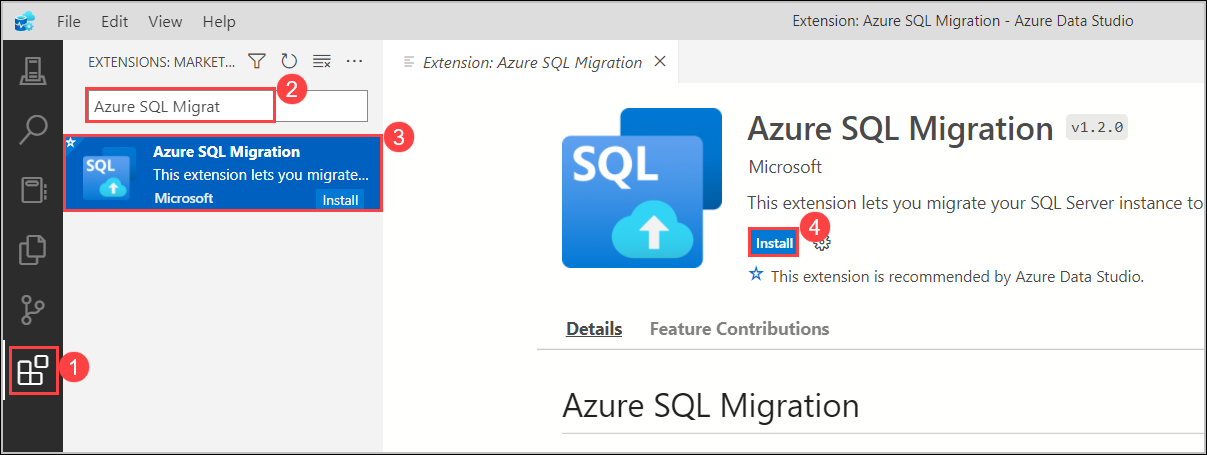 File Edit View Help
Extension: Azure SQL Migration - Azure Data Studio
EXTENSIONS: MARKET...
Extension: Azure SQL Migration
2
Azure SQL Migrat
3
Azure SQL Migration
This extension lets you migrate...
Microsoft
Install
SQL
SQL
Azure SQL Migration v1.2.0
Microsoft
This extension lets you migrate your SQL Server instance to
4
Install
This extension is recommended by Azure Data Studio.
Details Feature Contributions
1
Azure SQL Migration